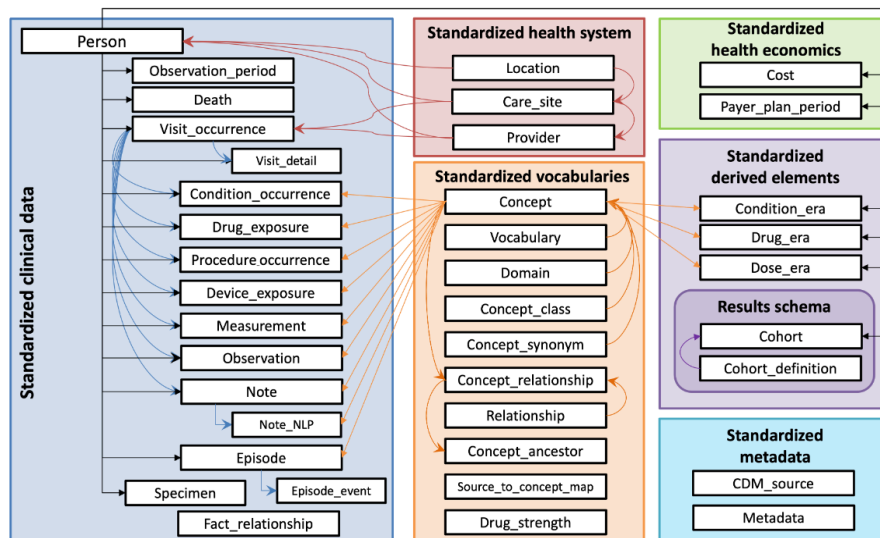 Standardized clinical data
Person
Observation_period
Death
Visit_occurrence
Visit_detail
Condition_occurrence
Drug_exposure
Procedure_occurrence
Device_exposure
Measurement
Observation
Note
Note_NLP
Episode
Specimen
Episode_event
Fact_relationship
Standardized health system
Location
Care_site
Provider
Standardized vocabularies
Concept
Vocabulary
Domain
Concept_class
Concept_synonym
Concept_relationship
Relationship
Concept_ancestor
Source_to_concept_map
Drug_strength
Standardized
health economics
Cost
Payer_plan_period
Standardized
derived elements
Condition_era
Drug_era
Dose_era
Results schema
Cohort
Cohort_definition
Standardized
metadata
CDM_source
Metadata